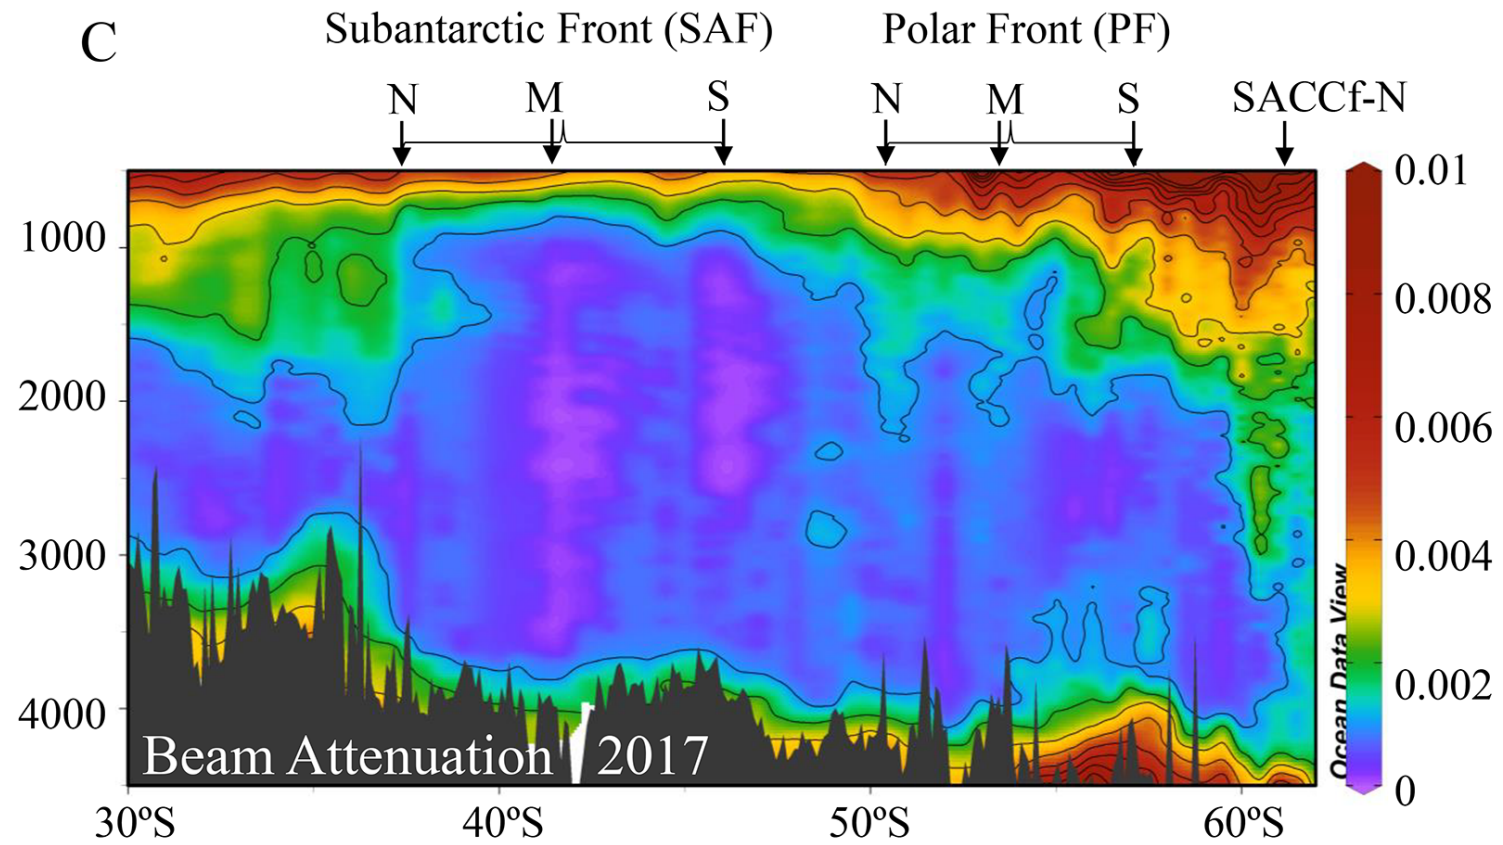 C
Subantarctic Front (SAF) Polar Front (PF)
N M S N M S SACCf-N
1000
2000
3000
4000
0.01
0.008
0.006
0.004
0.002
0
Ocean Data View
Beam Attenuation 2017
30ºS 40ºS 50ºS 60ºS